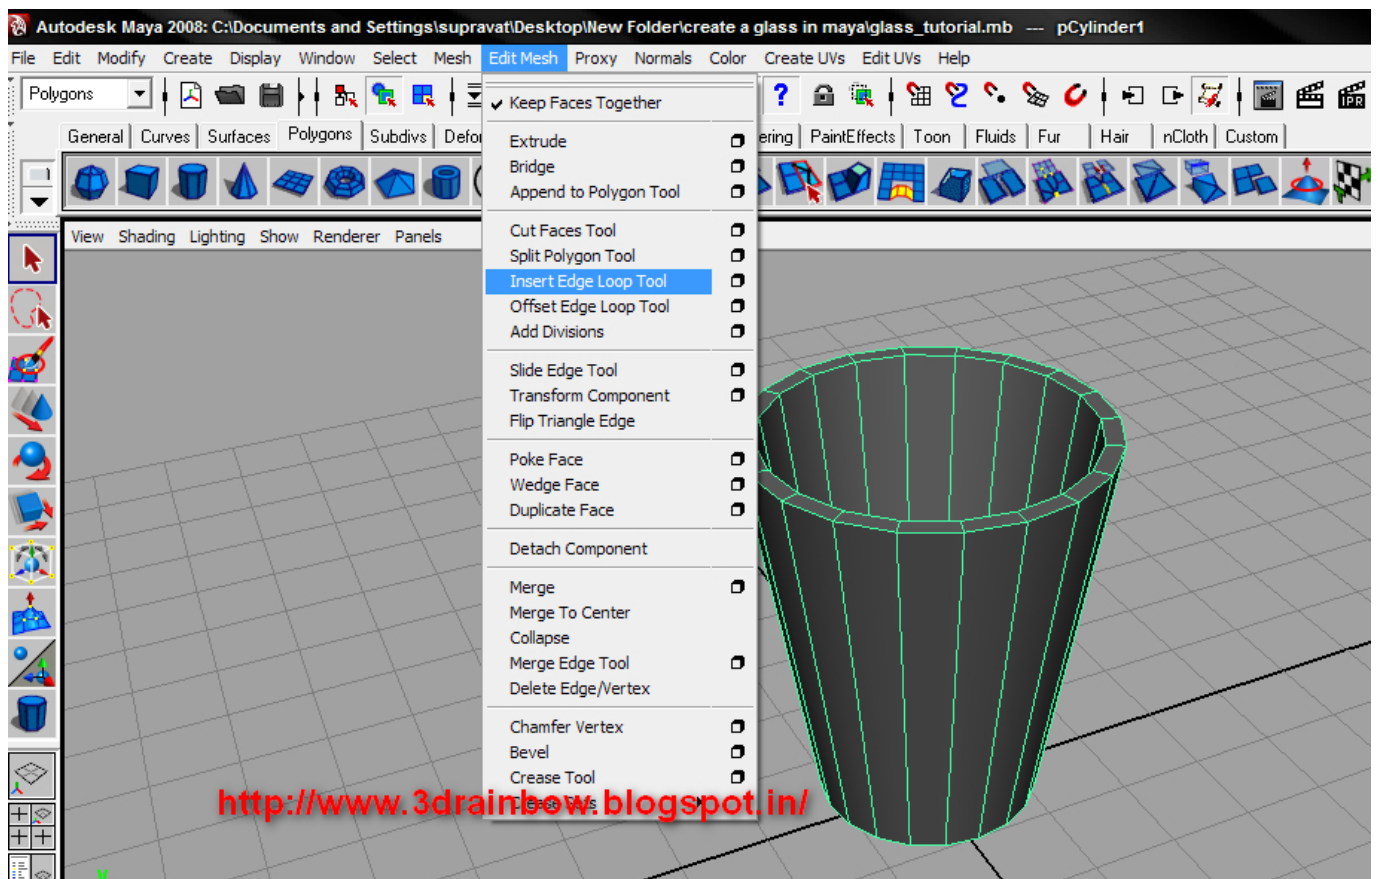 Autodesk Maya 2008: C:\Documents and Settings\supravat\Desktop\New Folder\create a glass in maya\glass_tutorial.mb --- pCylinder1
File Edit Modify Create Display Window Select Mesh Edit Mesh Proxy Normals Color Create UVs Edit UVs Help
Polygons
IPR
General Curves Surfaces Polygons Subdivs Defor ering PaintEffects Toon Fluids Fur Hair nCloth Custom
View Shading Lighting Show Renderer Panels
Keep Faces Together
Extrude
Bridge
Append to Polygon Tool
Cut Faces Tool
Split Polygon Tool
Insert Edge Loop Tool
Offset Edge Loop Tool
Add Divisions
Slide Edge Tool
Transform Component
Flip Triangle Edge
Poke Face
Wedge Face
Duplicate Face
Detach Component
Merge
Merge To Center
Collapse
Merge Edge Tool
Delete Edge/Vertex
Chamfer Vertex
Bevel
Crease Tool
http://www.3drainbow.blogspot.in/